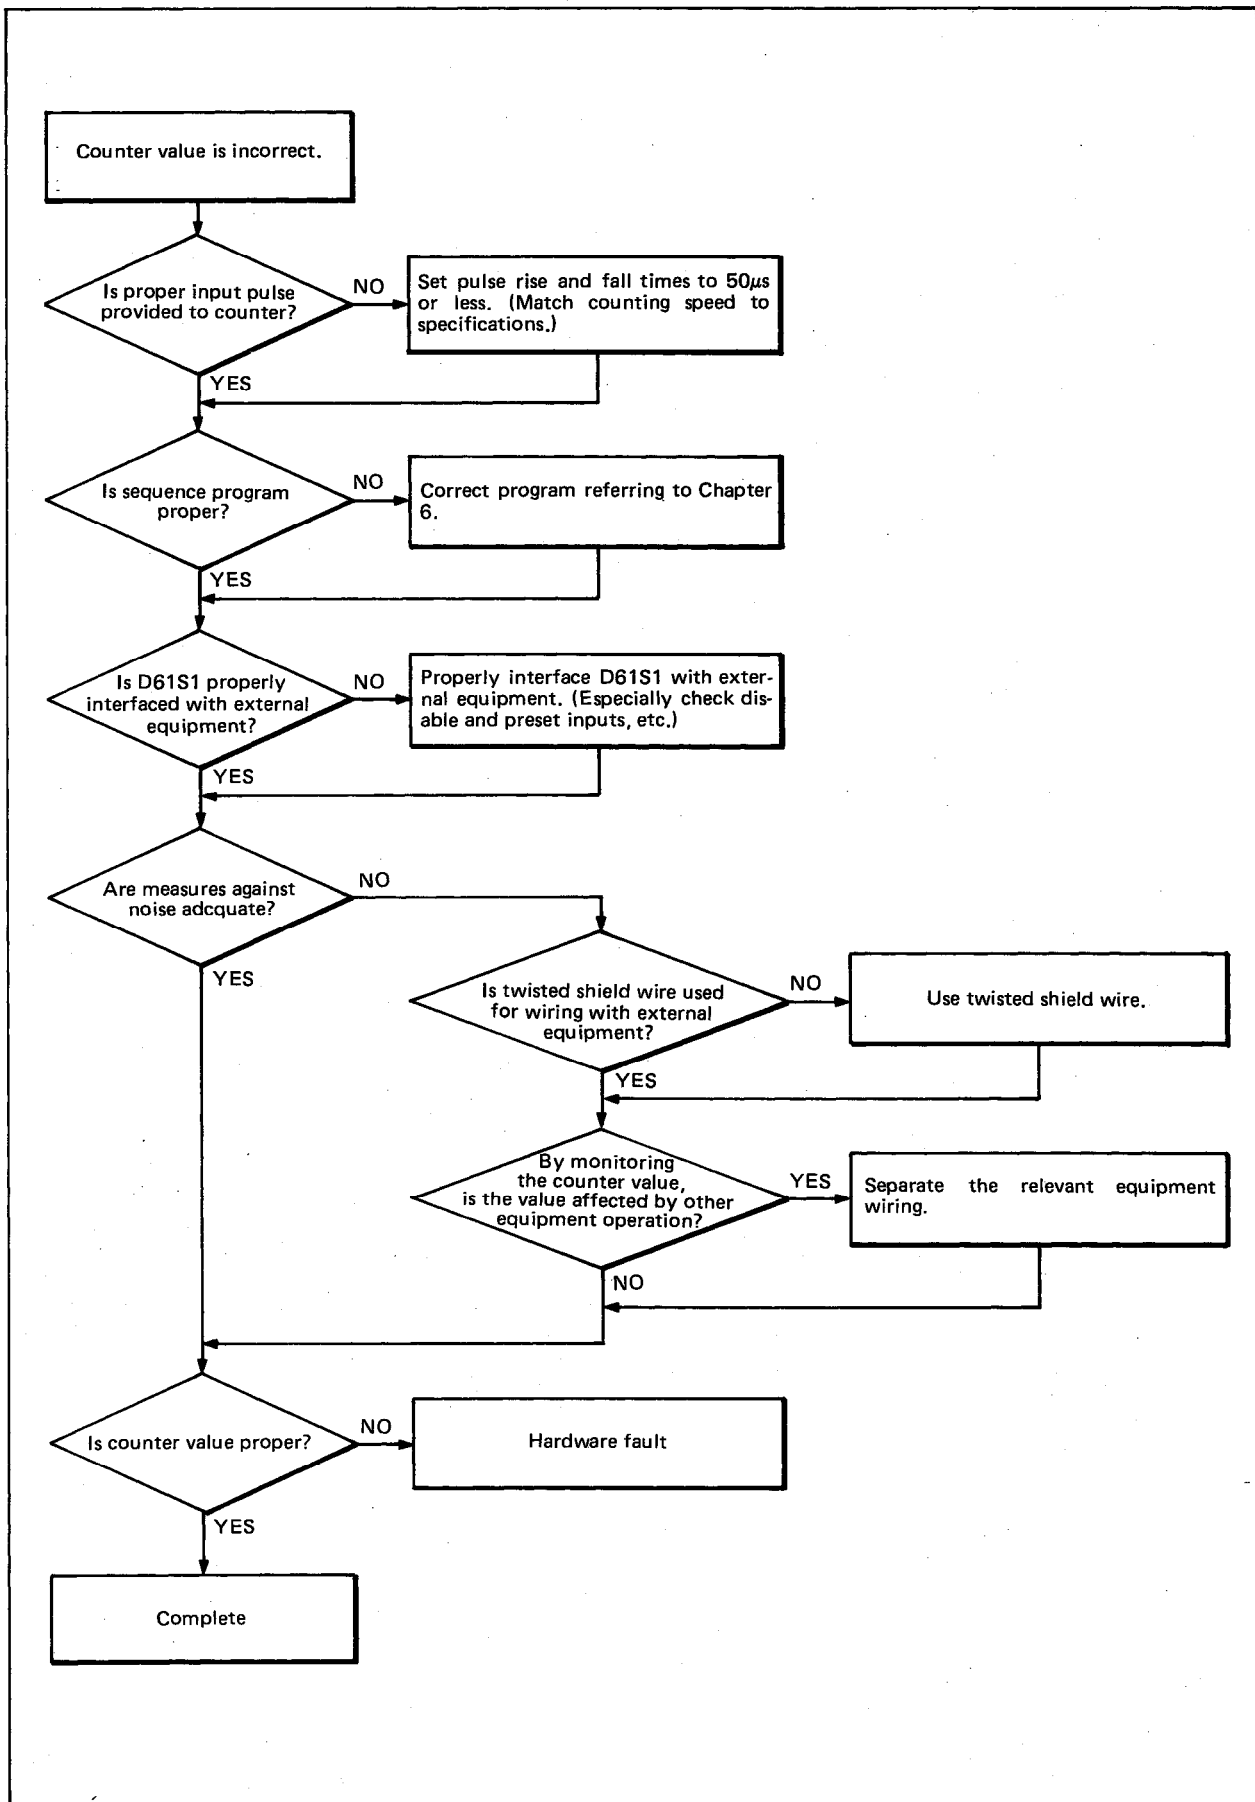 Counter value is incorrect.
Is proper input pulse
provided to counter?
NO
Set pulse rise and fall times to 50μs
or less. (Match counting speed to
specifications.)
YES
Is sequence program
proper?
NO
Correct program referring to Chapter
6.
YES
Is D61S1 properly
interfaced with external
equipment?
NO
Properly interface D61S1 with exter-
nal equipment. (Especially check dis-
able and preset inputs, etc.)
YES
Are measures against
noise adcquate?
NO
YES
Is twisted shield wire used
for wiring with external
equipment?
NO
Use twisted shield wire.
YES
By monitoring
the counter value,
is the value affected by other
equipment operation?
YES
Separate the relevant equipment
wiring.
NO
Is counter value proper?
NO
Hardware fault
YES
Complete